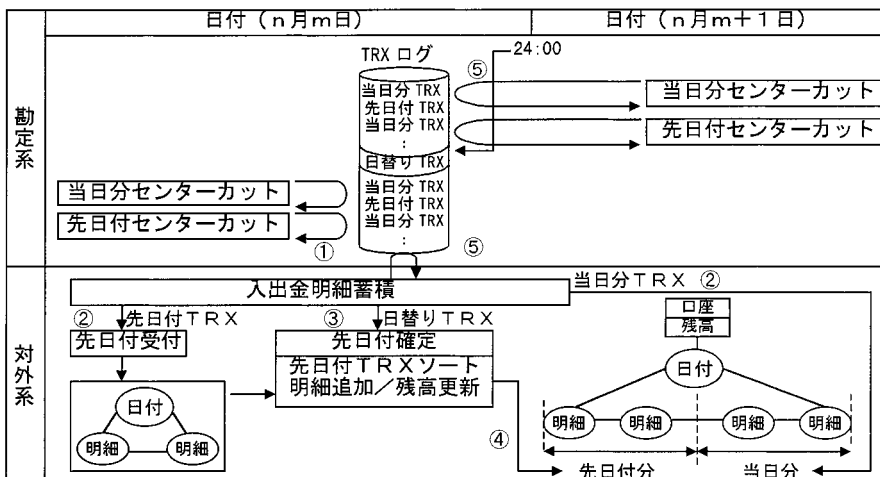 日付（ｎ月ｍ日）
日付（ｎ月ｍ＋１日）
勘定系
TRX ログ
24:00
⑤
当日分 TRX
先日付 TRX
当日分 TRX
:
日替り TRX
当日分 TRX
先日付 TRX
当日分 TRX
:
当日分センターカット
先日付センターカット
当日分センターカット
先日付センターカット
①
⑤
対外系
入出金明細蓄積
当日分ＴＲＸ ②
② 先日付ＴＲＸ
③ 日替りＴＲＸ
先日付受付
先日付確定
先日付ＴＲＸソート
明細追加／残高更新
日付
明細
明細
④
口座
残高
日付
明細
明細
明細
明細
先日付分
当日分